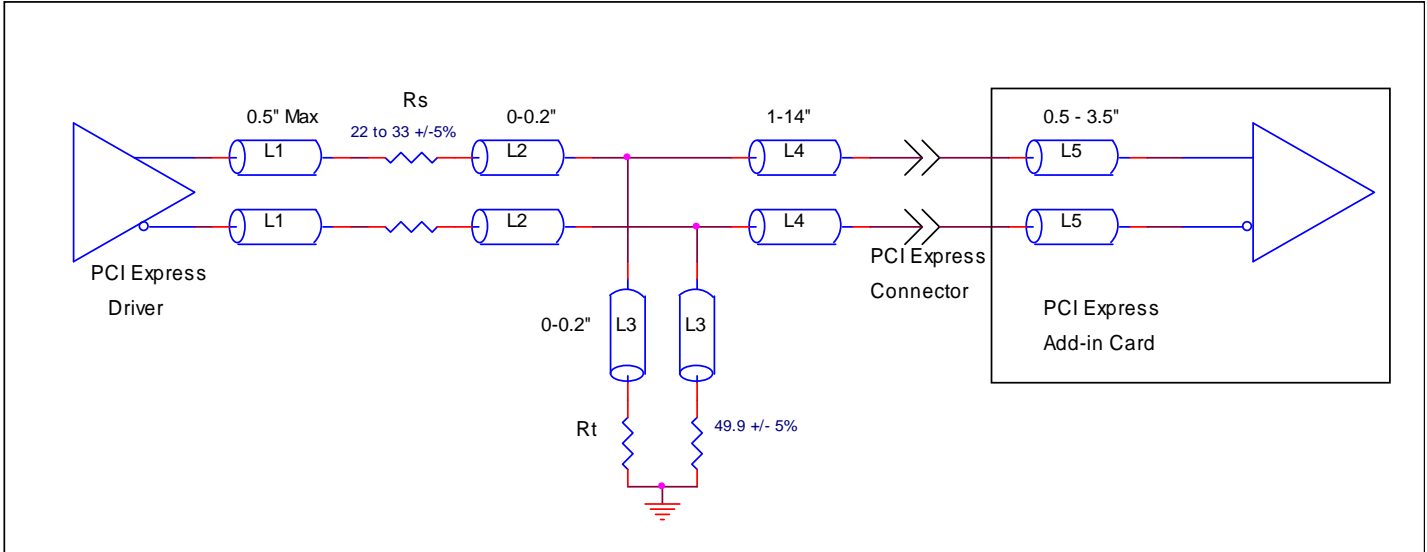 Rs
0.5" Max
0-0.2"
1-14"
0.5 - 3.5"
22 to 33 +/-5%
L1
L2
L4
L5
L1
L2
L4
L5
PCI Express
Driver
PCI Express
Connector
PCI Express
Add-in Card
0-0.2"
L3
L3
Rt
49.9 +/- 5%